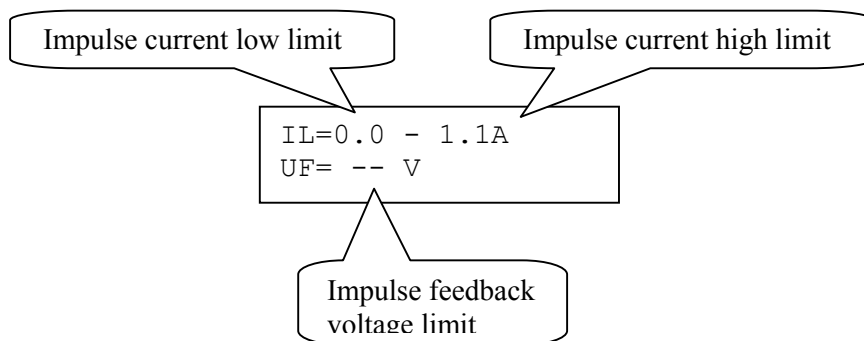 Impulse current low limit
Impulse current high limit
IL=0.0 - 1.1A
UF= -- V
Impulse feedback
voltage limit